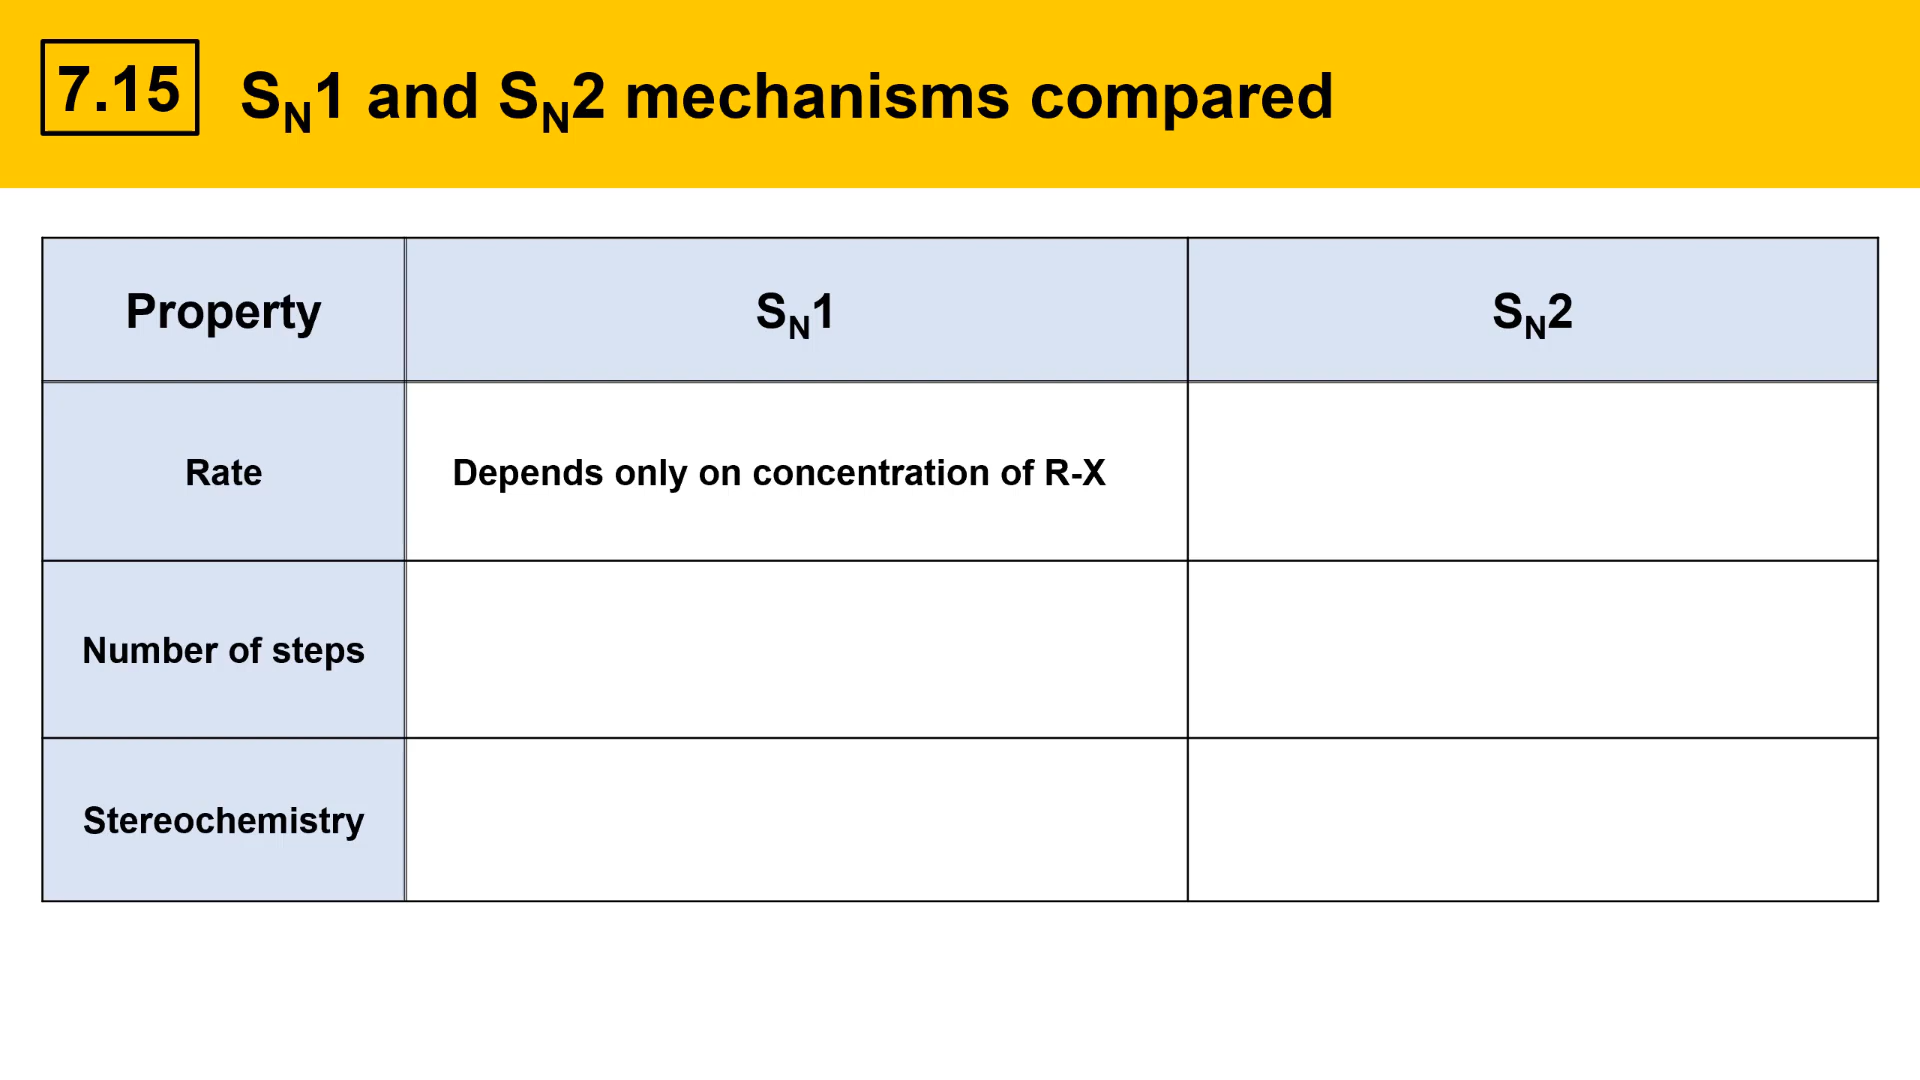 7.15 SN1 and SN2 mechanisms compared
Property SN1 SN2
Rate Depends only on concentration of R-X
Number of steps
Stereochemistry